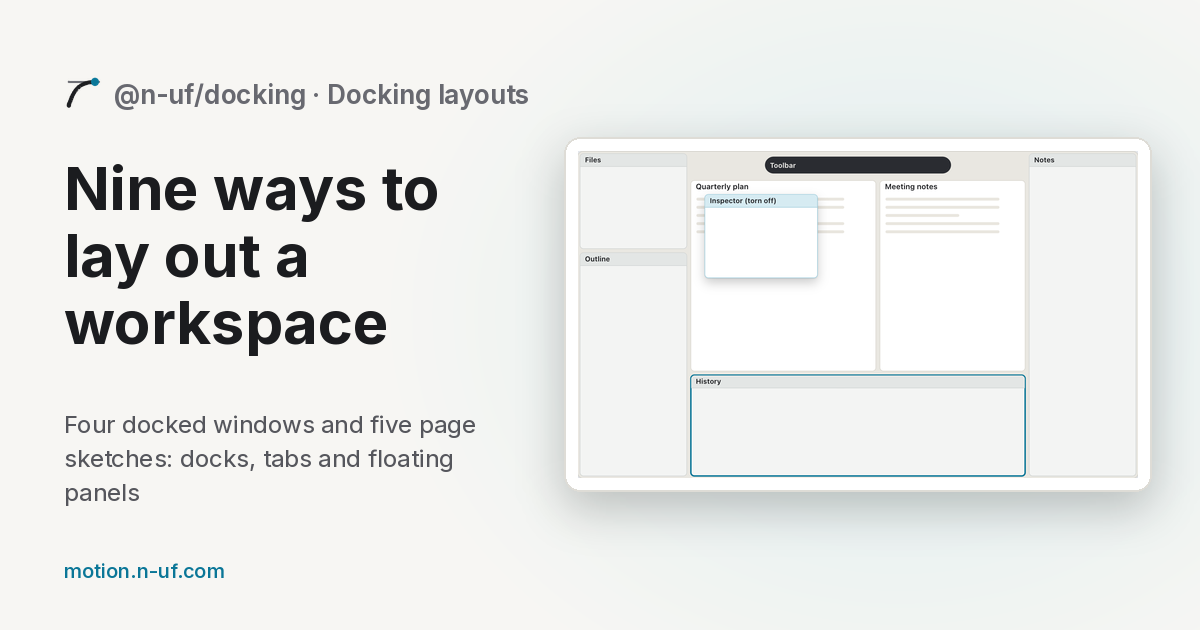 @n-uf/docking · Docking layouts
Nine ways to
lay out a
workspace
Four docked windows and five page
sketches: docks, tabs and floating
panels
motion.n-uf.com
Files
Outline
Toolbar
Quarterly plan
Inspector (torn off)
Meeting notes
History
Notes